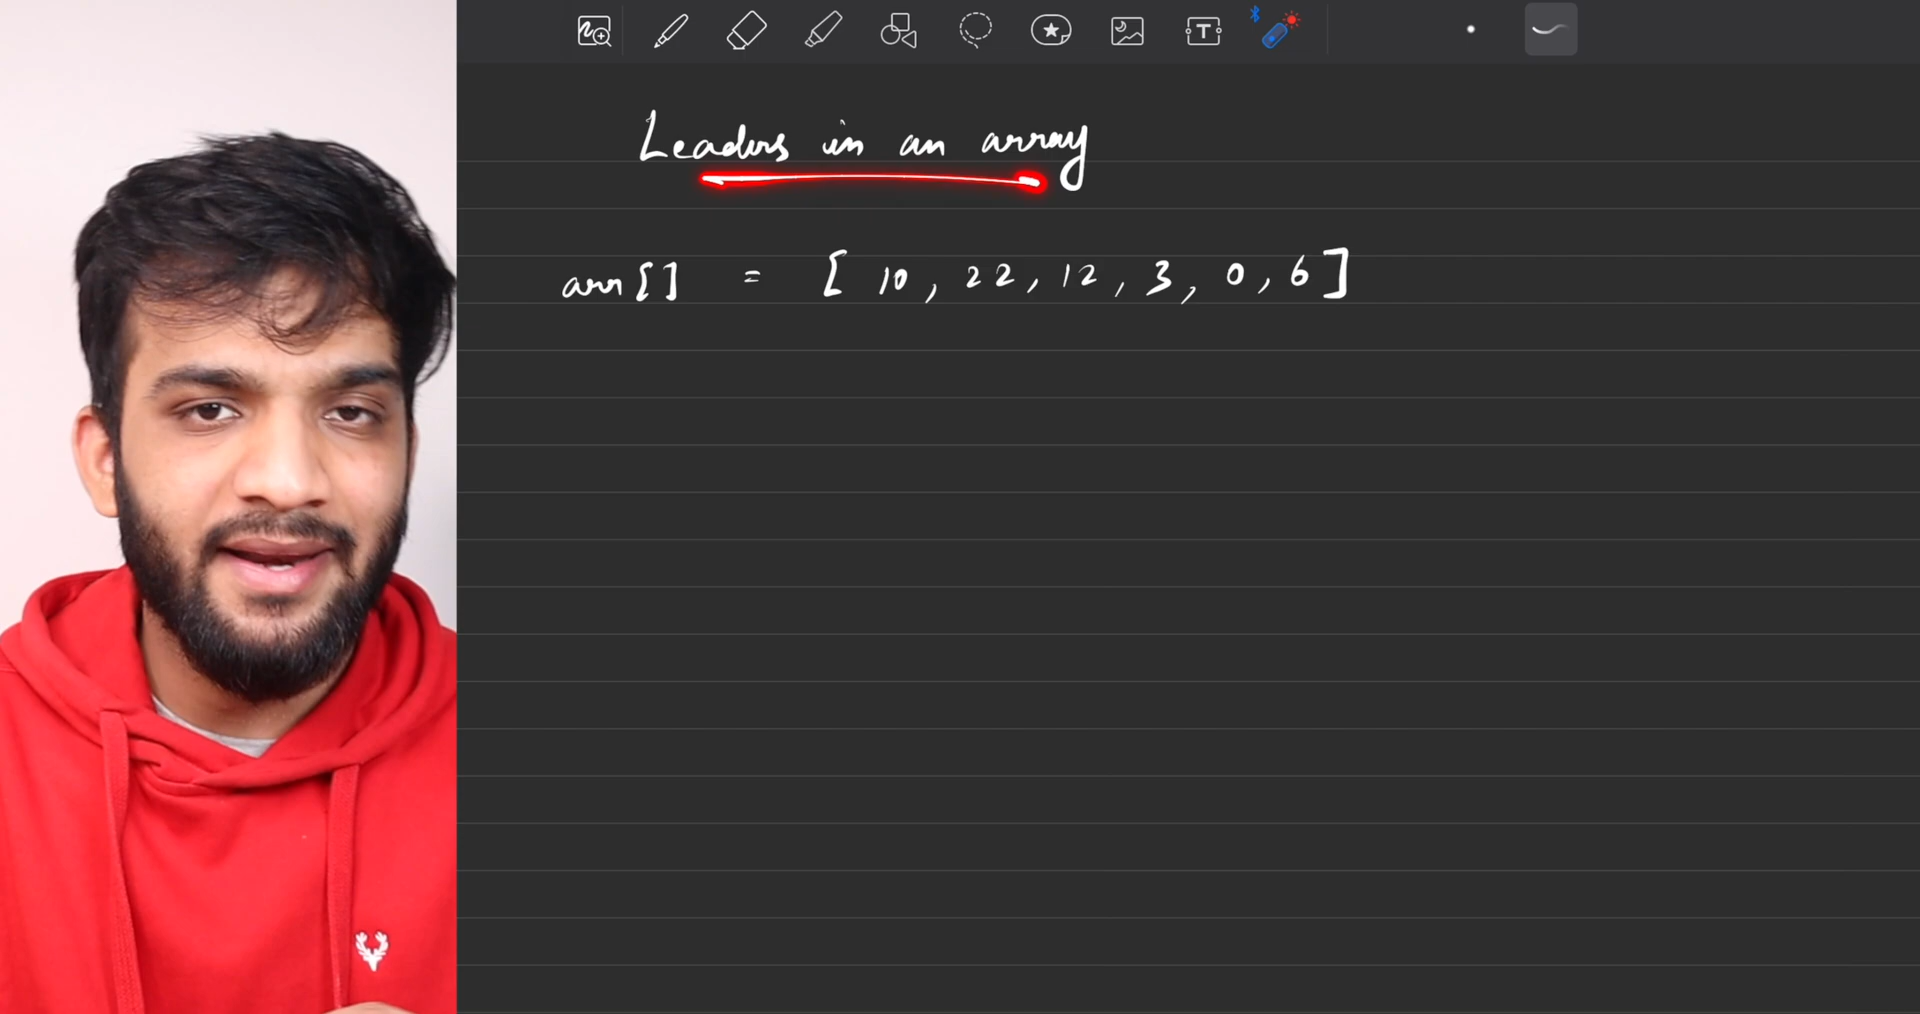 Leaders in an array
arr[] = [ 10, 22, 12, 3, 0, 6 ]